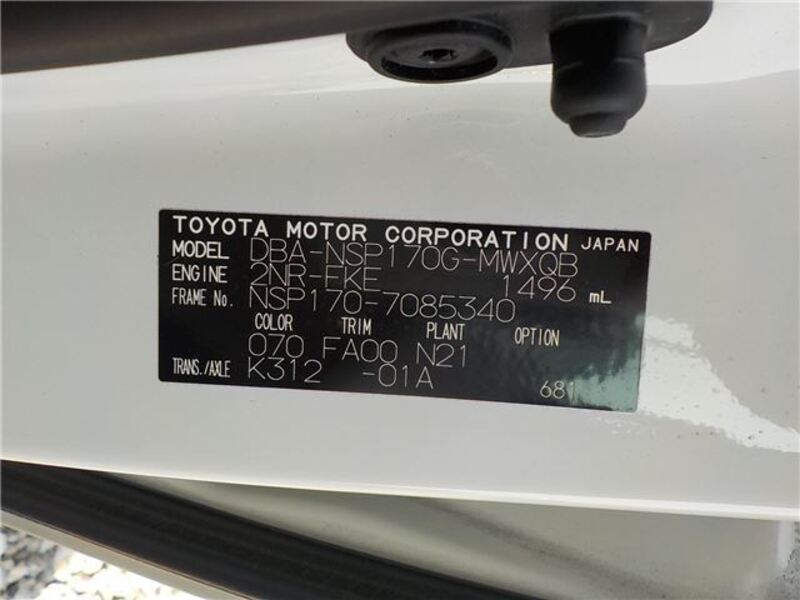 TOYOTA MOTOR CORPORATION JAPAN
MODEL DBA-NSP170G-MWXQB
ENGINE 2NR-FKE 1496 mL
FRAME No. NSP170-7085340
COLOR TRIM PLANT OPTION
070 FA00 N21
TRANS./AXLE K312 -01A
681